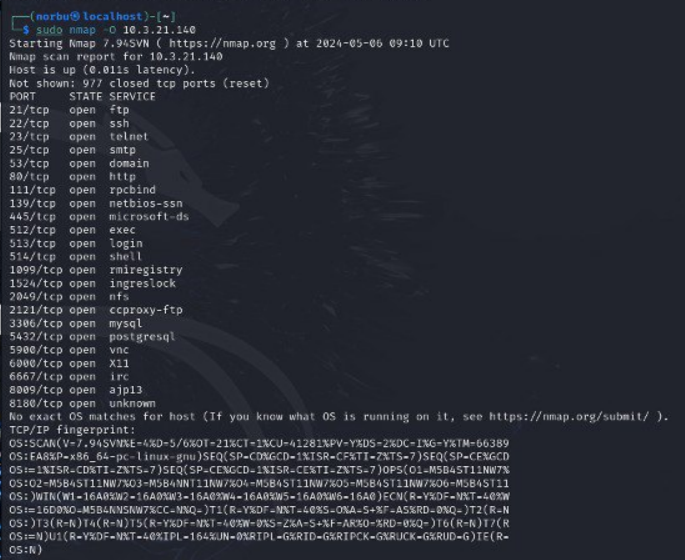 (norbu㉿localhost)-[~]
$ sudo nmap -O 10.3.21.140
Starting Nmap 7.94SVN ( https://nmap.org ) at 2024-05-06 09:10 UTC
Nmap scan report for 10.3.21.140
Host is up (0.011s latency).
Not shown: 977 closed tcp ports (reset)
PORT STATE SERVICE
21/tcp open ftp
22/tcp open ssh
23/tcp open telnet
25/tcp open smtp
53/tcp open domain
80/tcp open http
111/tcp open rpcbind
139/tcp open netbios-ssn
445/tcp open microsoft-ds
512/tcp open exec
513/tcp open login
514/tcp open shell
1099/tcp open rmiregistry
1524/tcp open ingreslock
2049/tcp open nfs
2121/tcp open ccproxy-ftp
3306/tcp open mysql
5432/tcp open postgresql
5900/tcp open vnc
6000/tcp open X11
6667/tcp open irc
8009/tcp open ajp13
8180/tcp open unknown
No exact OS matches for host (If you know what OS is running on it, see https://nmap.org/submit/ ).
TCP/IP fingerprint:
OS:SCAN(V=7.94SVN%E=4%D=5/6%OT=21%CT=1%CU=41281%PV=Y%DS=2%DC=I%G=Y%TM=66389
OS:EA8%P=x86_64-pc-linux-gnu)SEQ(SP=CD%GCD=1%ISR=CF%TI=Z%TS=7)SEQ(SP=CE%GCD
OS:=1%ISR=CD%TI=Z%TS=7)SEQ(SP=CE%GCD=1%ISR=CE%TI=Z%TS=7)OPS(O1=M5B4ST11NW7%
OS:O2=M5B4ST11NW7%O3=M5B4NNT11NW7%O4=M5B4ST11NW7%O5=M5B4ST11NW7%O6=M5B4ST11
OS:)WIN(W1=16A0%W2=16A0%W3=16A0%W4=16A0%W5=16A0%W6=16A0)ECN(R=Y%DF=N%T=40%W
OS:=16D0%O=M5B4NNSNW7%CC=N%Q=)T1(R=Y%DF=N%T=40%S=O%A=S+%F=AS%RD=0%Q=)T2(R=N
OS:)T3(R=N)T4(R=N)T5(R=Y%DF=N%T=40%W=0%S=Z%A=S+%F=AR%O=%RD=0%Q=)T6(R=N)T7(R
OS:=N)U1(R=Y%DF=N%T=40%IPL=164%UN=0%RIPL=G%RID=G%RIPCK=G%RUCK=G%RUD=G)IE(R=
OS:N)